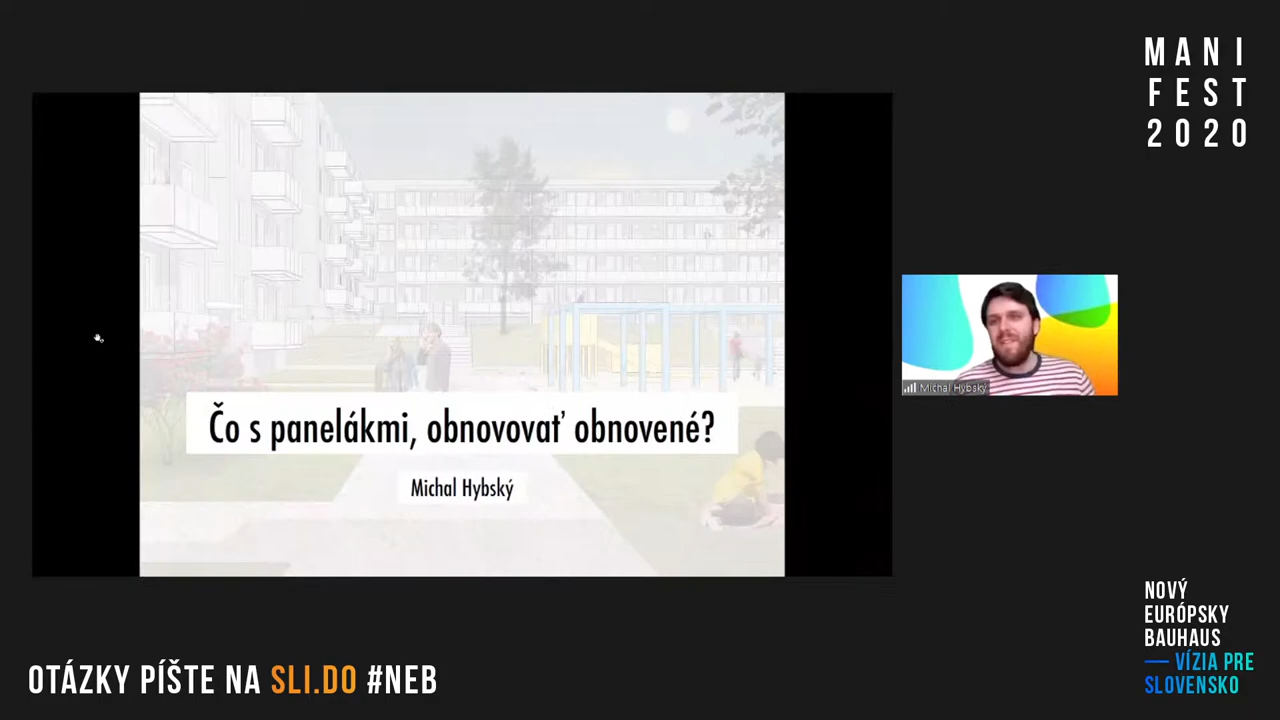 MANI
FEST
2020
Čo s panelákmi, obnovovať obnovené?
Michal Hybský
Michal Hybský
NOVÝ
EURÓPSKY
BAUHAUS
— VÍZIA PRE
SLOVENSKO
OTÁZKY PÍŠTE NA SLI.DO #NEB